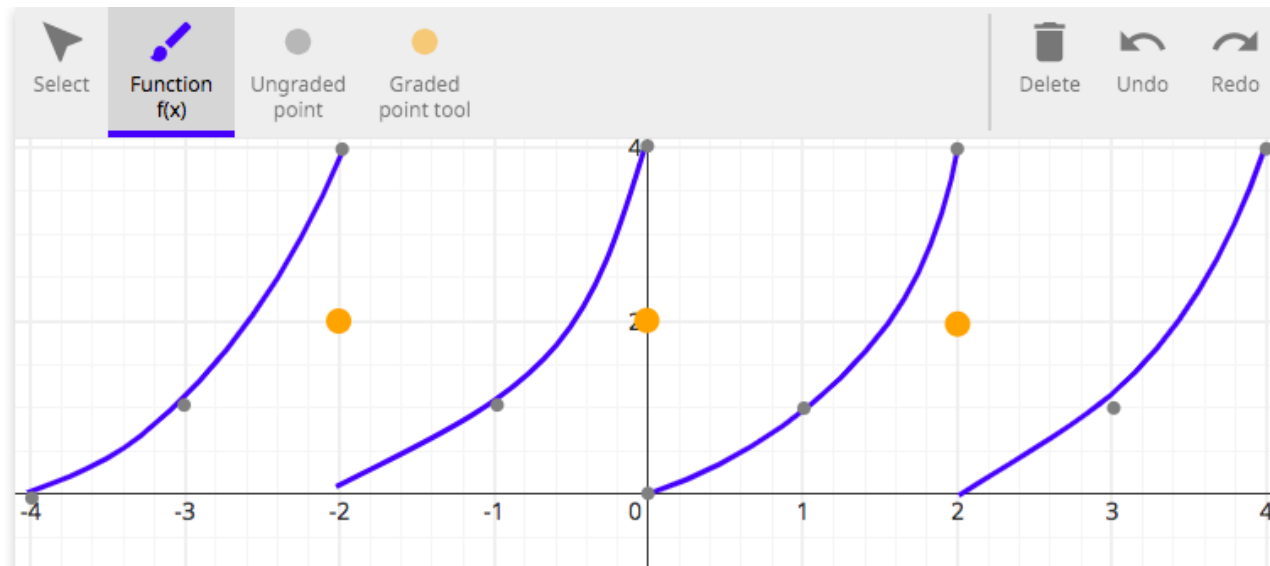 Select
Function
f(x)
Ungraded
point
Graded
point tool
Delete
Undo
Redo
4
2
-4
-3
-2
-1
0
1
2
3
4